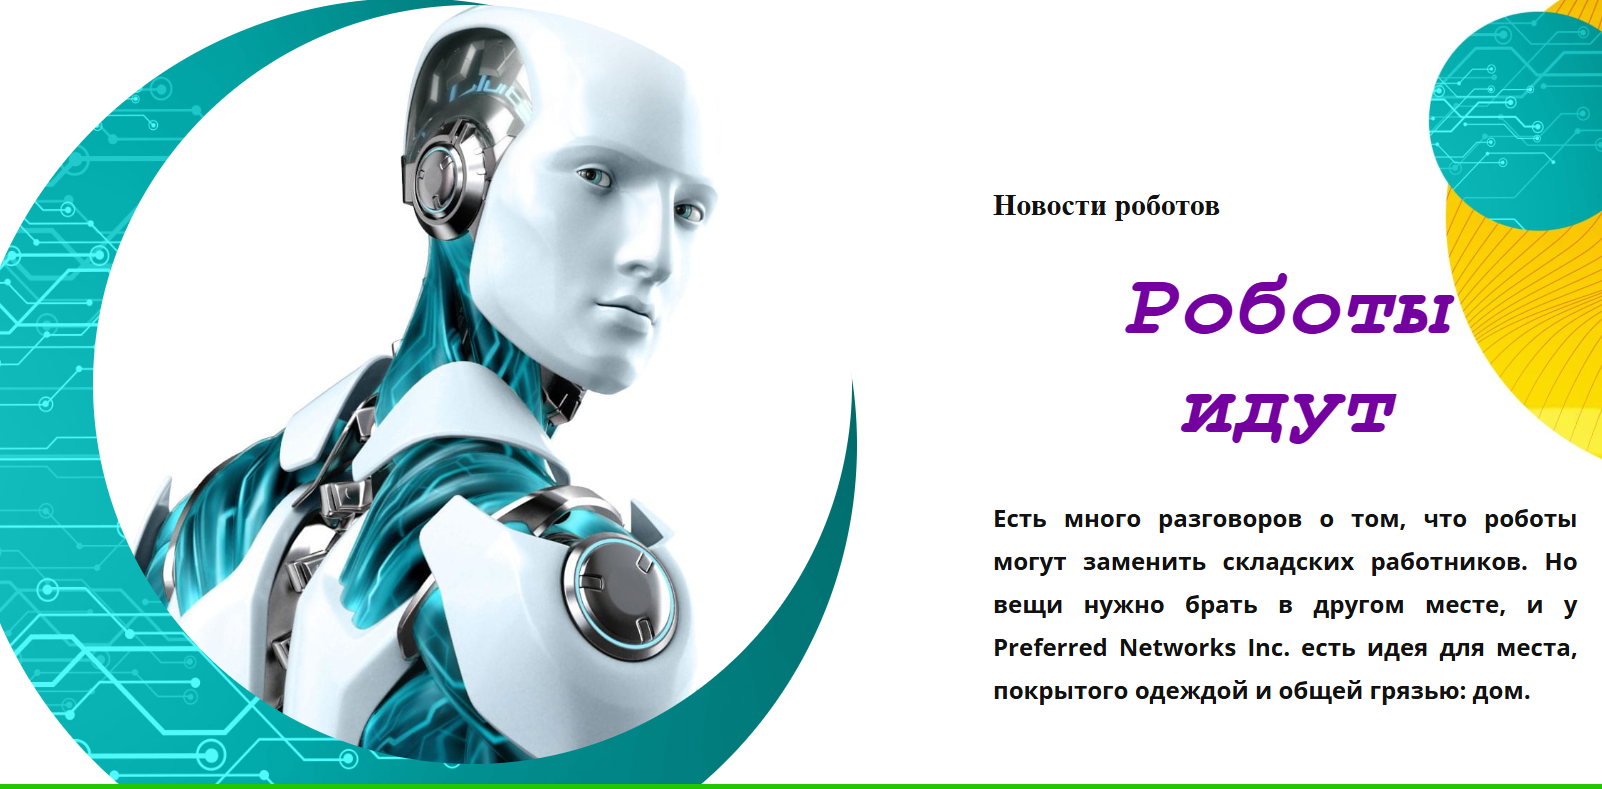 Новости роботов
Роботы
идут
Есть много разговоров о том, что роботы
могут заменить складских работников. Но
вещи нужно брать в другом месте, и у
Preferred Networks Inc. есть идея для места,
покрытого одеждой и общей грязью: дом.